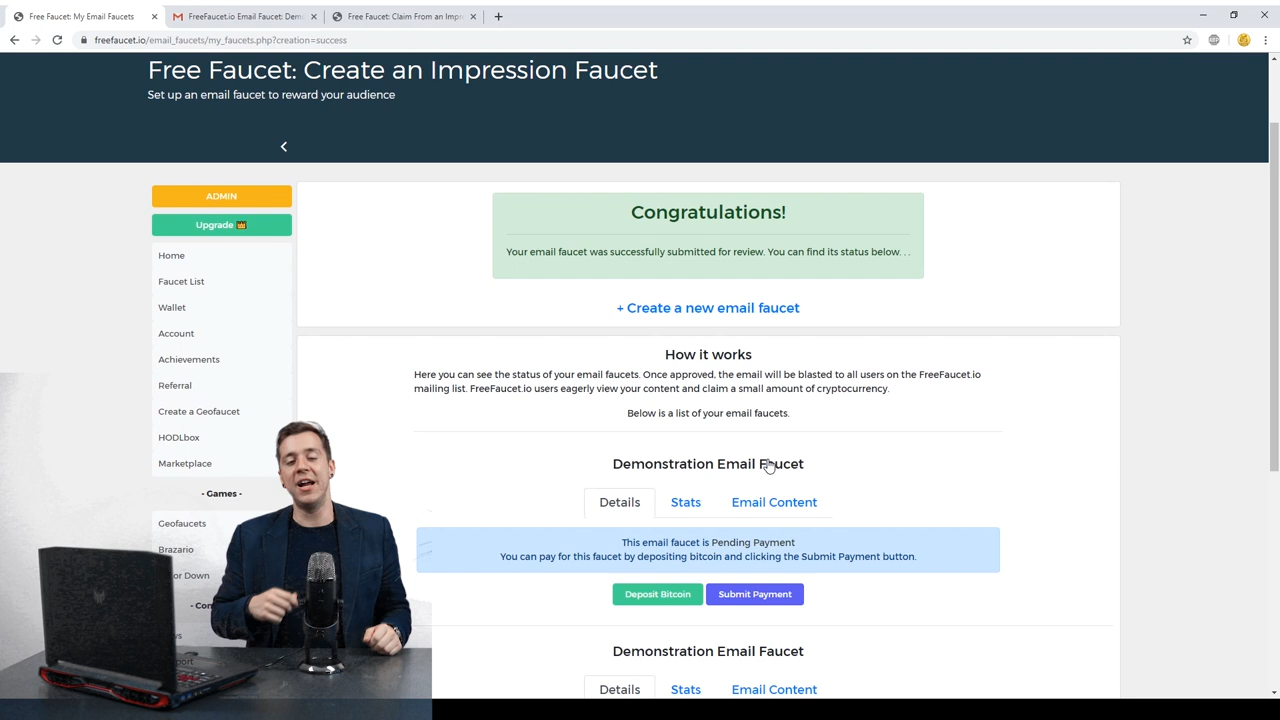 Free Faucet: My Email Faucets
FreeFaucet.io Email Faucet: Dem
Free Faucet: Claim From an Impr
freefaucet.io/email_faucets/my_faucets.php?creation=success
Free Faucet: Create an Impression Faucet
Set up an email faucet to reward your audience
ADMIN
Upgrade
Home
Faucet List
Wallet
Account
Achievements
Referral
Create a Geofaucet
HODLbox
Marketplace
- Games -
Geofaucets
Brazario
or Down
Congratulations!
Your email faucet was successfully submitted for review. You can find its status below. . .
+ Create a new email faucet
How it works
Here you can see the status of your email faucets. Once approved, the email will be blasted to all users on the FreeFaucet.io
mailing list. FreeFaucet.io users eagerly view your content and claim a small amount of cryptocurrency.
Below is a list of your email faucets.
Demonstration Email Faucet
Details Stats Email Content
This email faucet is Pending Payment
You can pay for this faucet by depositing bitcoin and clicking the Submit Payment button.
Deposit Bitcoin Submit Payment
Demonstration Email Faucet
Details Stats Email Content